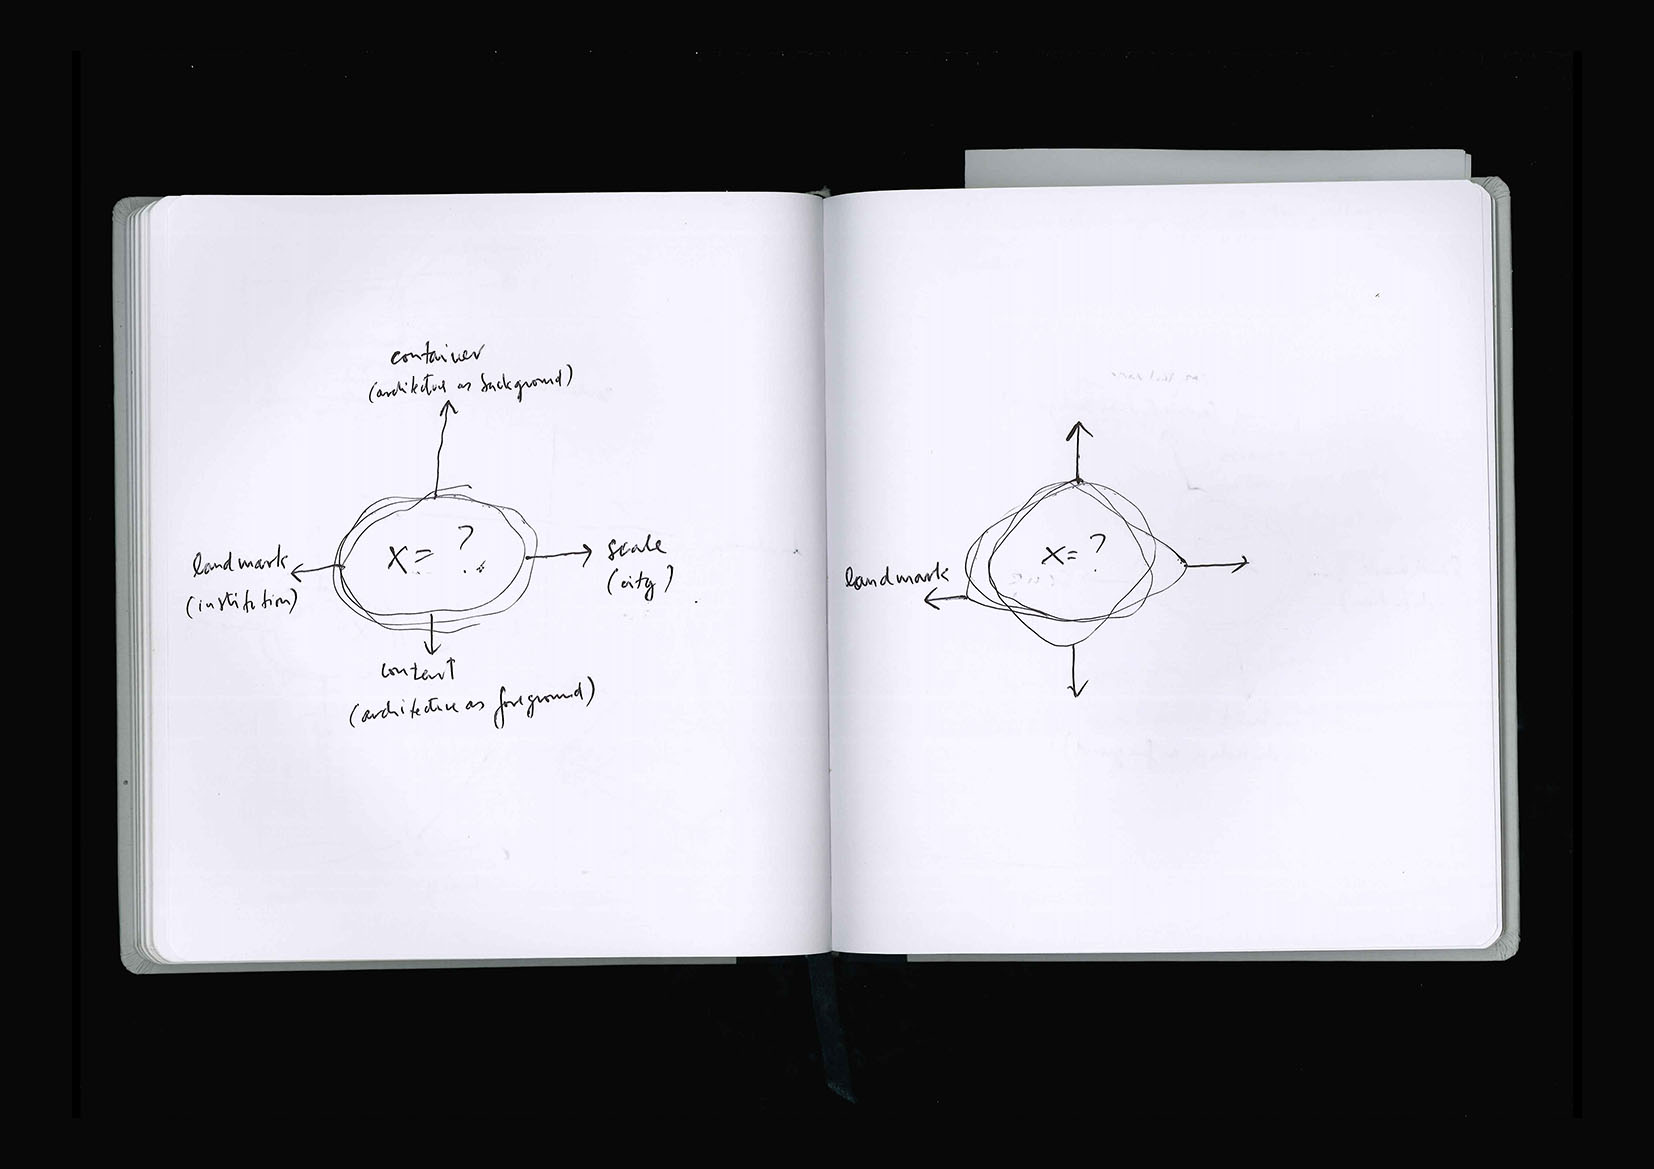 container
(architecture as background)
landmark
(institution)
X = ?
scale
(city)
content
(architecture as foreground)
landmark
X = ?